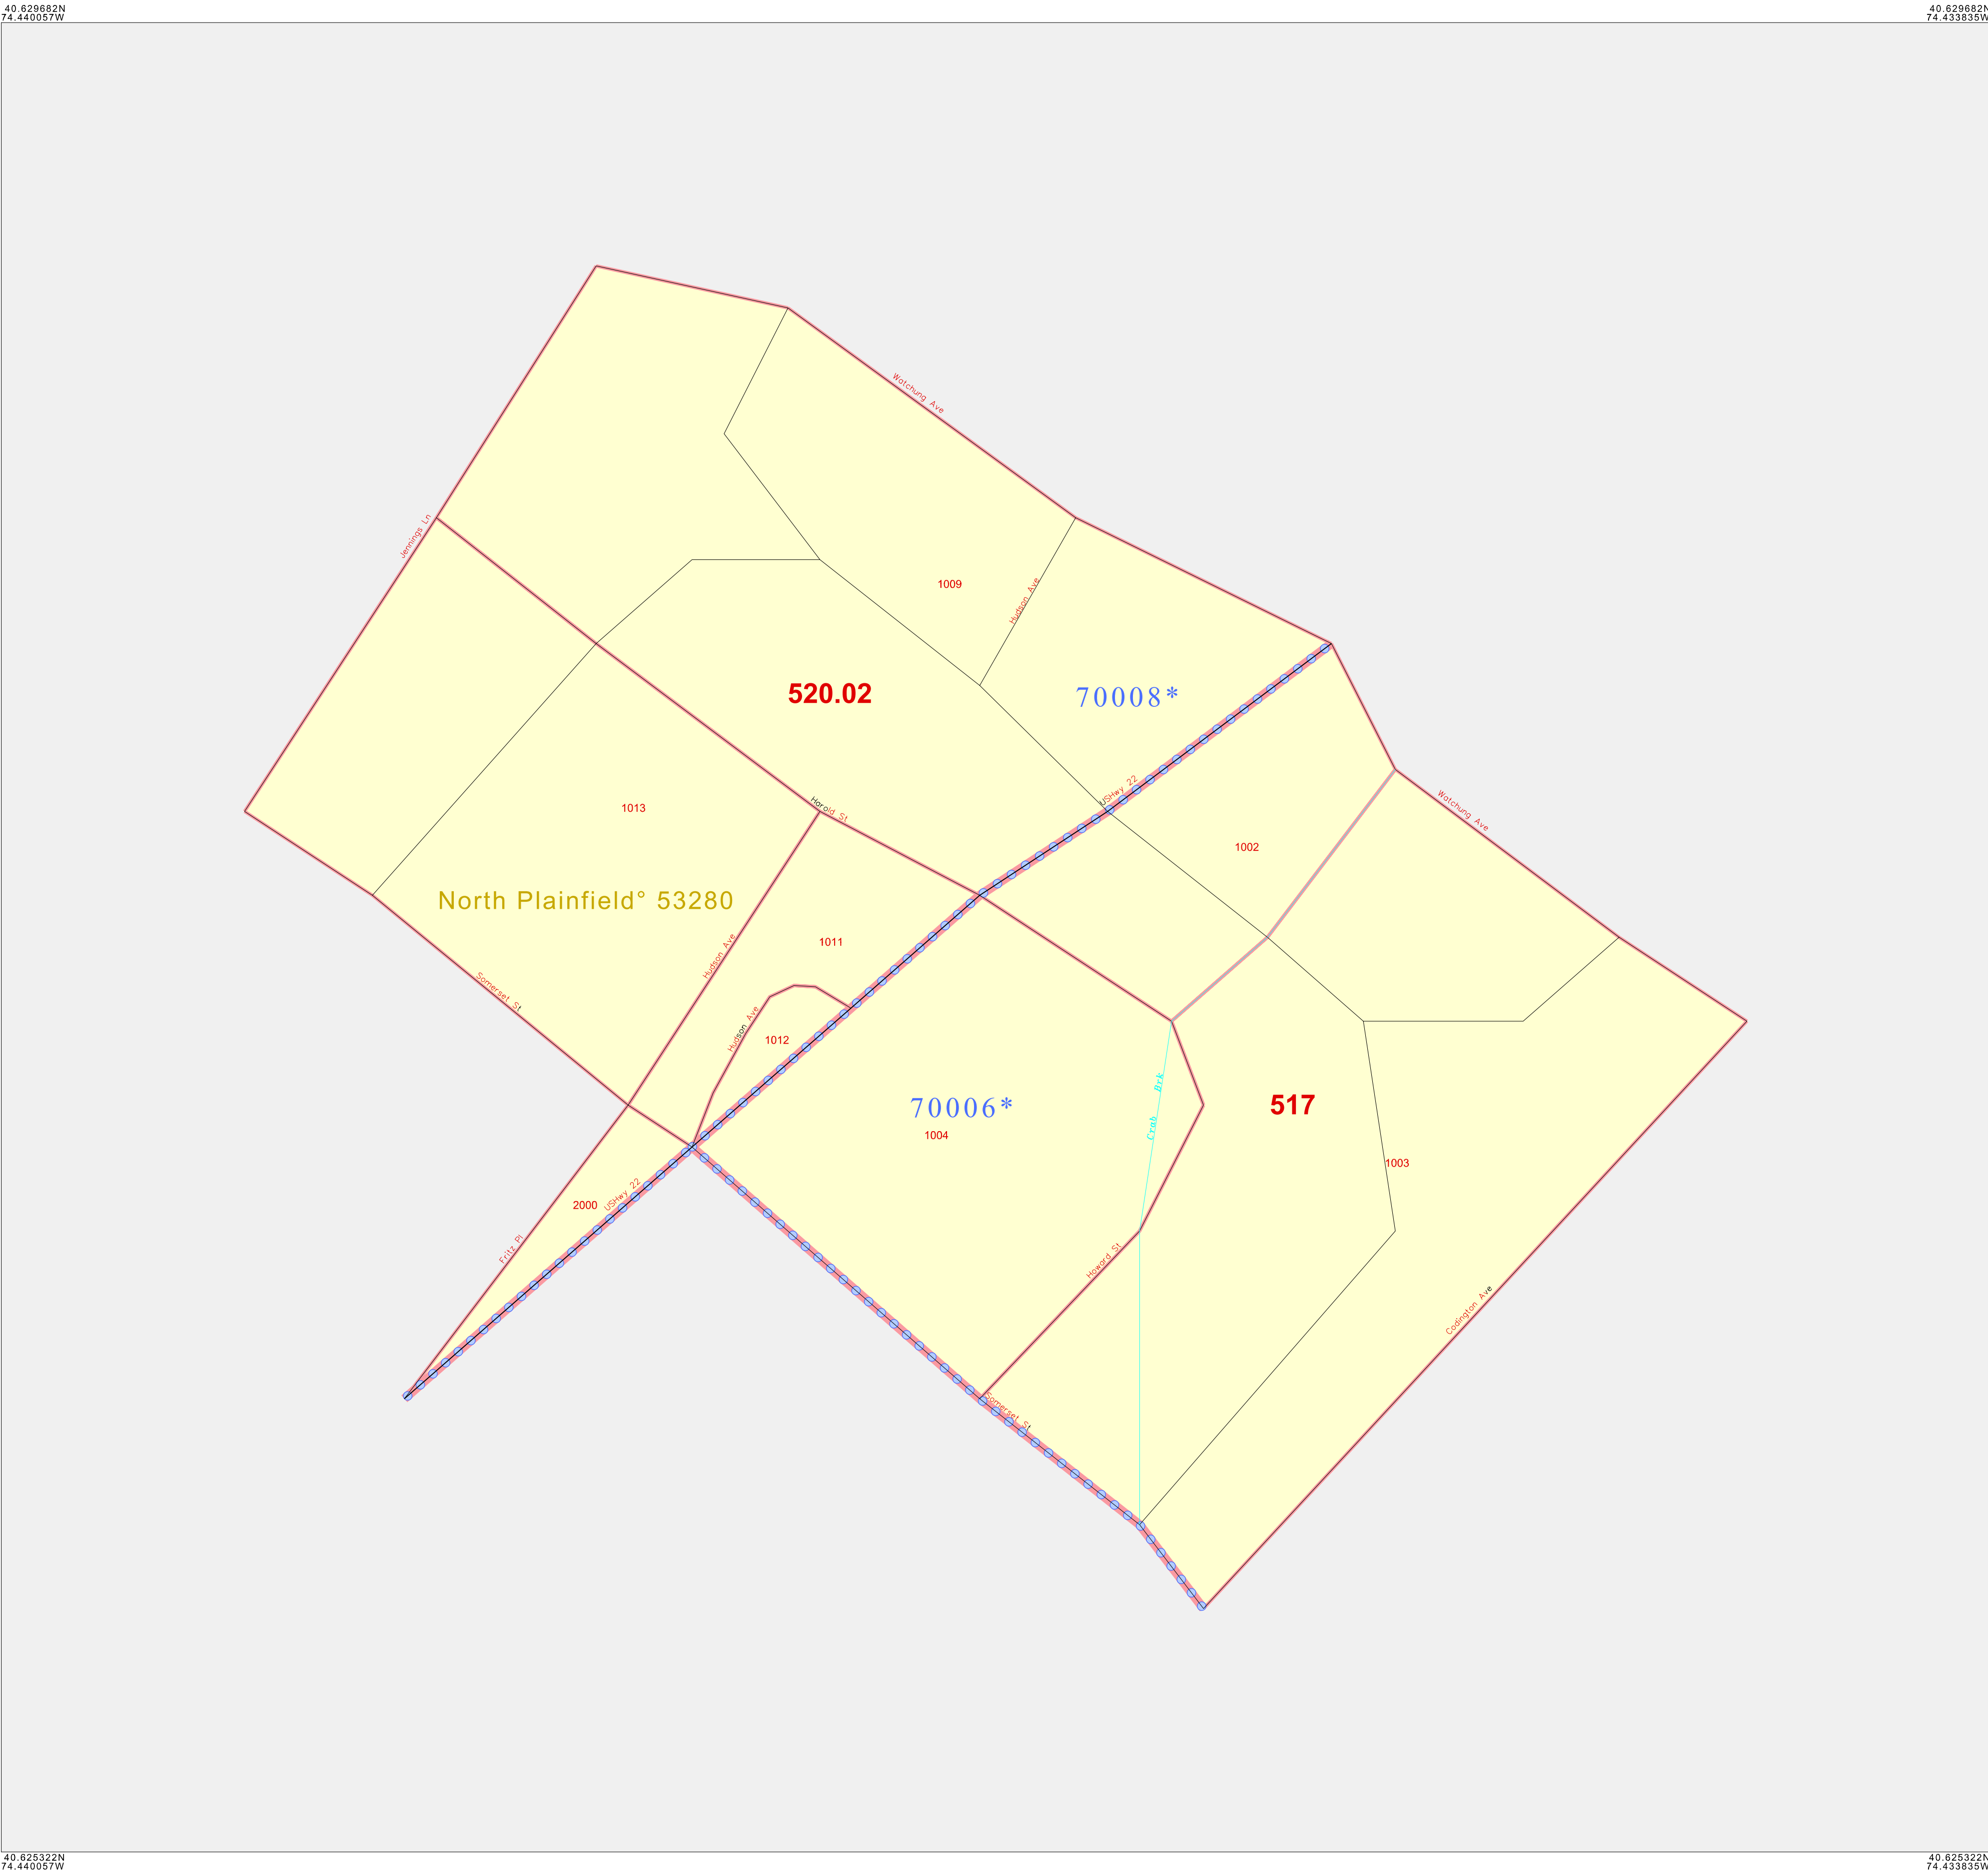 40.629682N
74.440057W
40.629682N
74.433835W
Watchung Ave
Jennings Ln
1009
Hudson Ave
520.02
70008*
USHwy 22
Watchung Ave
1013
Harold St
1002
North Plainfield° 53280
Hudson Ave
1011
Somerset St
Hudson Ave
1012
Crab Brk
70006*
517
1004
1003
2000
USHwy 22
Fritz Pl
Howard St
Codington Ave
Somerset St
40.625322N
74.440057W
40.625322N
74.433835W